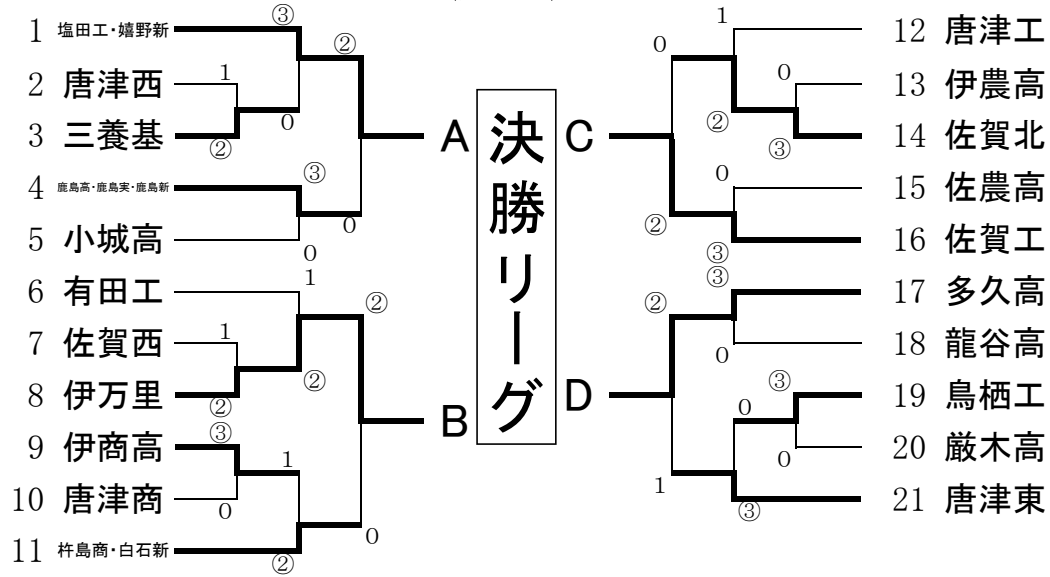 1 塩田工・嬉野新
2 唐津西
3 三養基
4 鹿島高・鹿島実・鹿島新
5 小城高
6 有田工
7 佐賀西
8 伊万里
9 伊商高
10 唐津商
11 杵島商・白石新
③
②
1
0
②
③
0
0
1
②
1
②
②
③
1
0
0
②
A
B
決勝リーグ
C
D
1
0
0
②
③
0
②
③
③
②
0
③
0
0
1
③
12 唐津工
13 伊農高
14 佐賀北
15 佐農高
16 佐賀工
17 多久高
18 龍谷高
19 鳥栖工
20 厳木高
21 唐津東